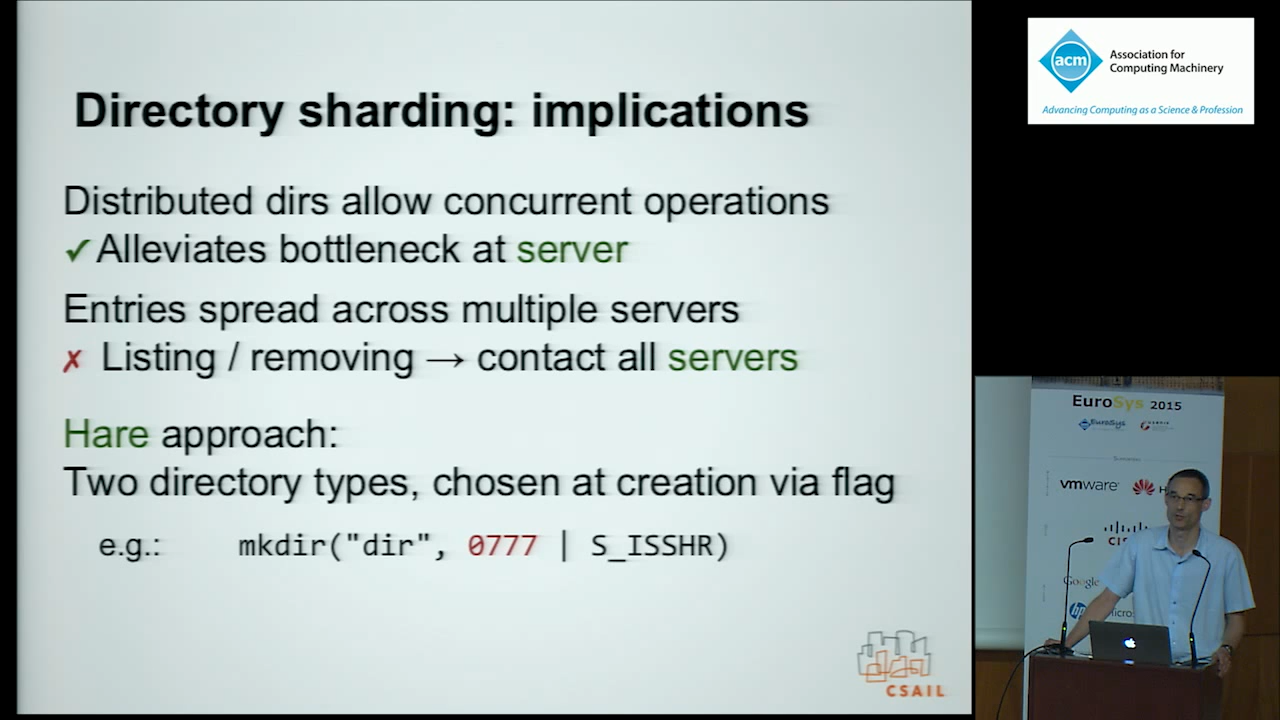 Directory sharding: implications
Distributed dirs allow concurrent operations
✓ Alleviates bottleneck at server
Entries spread across multiple servers
✗ Listing / removing → contact all servers
Hare approach:
Two directory types, chosen at creation via flag
e.g.: mkdir("dir", 0777 | S_ISSHR)
CSAIL
acm
Association for
Computing Machinery
Advancing Computing as a Science & Profession
EuroSys 2015
EuroSys
vmware
Google
hp